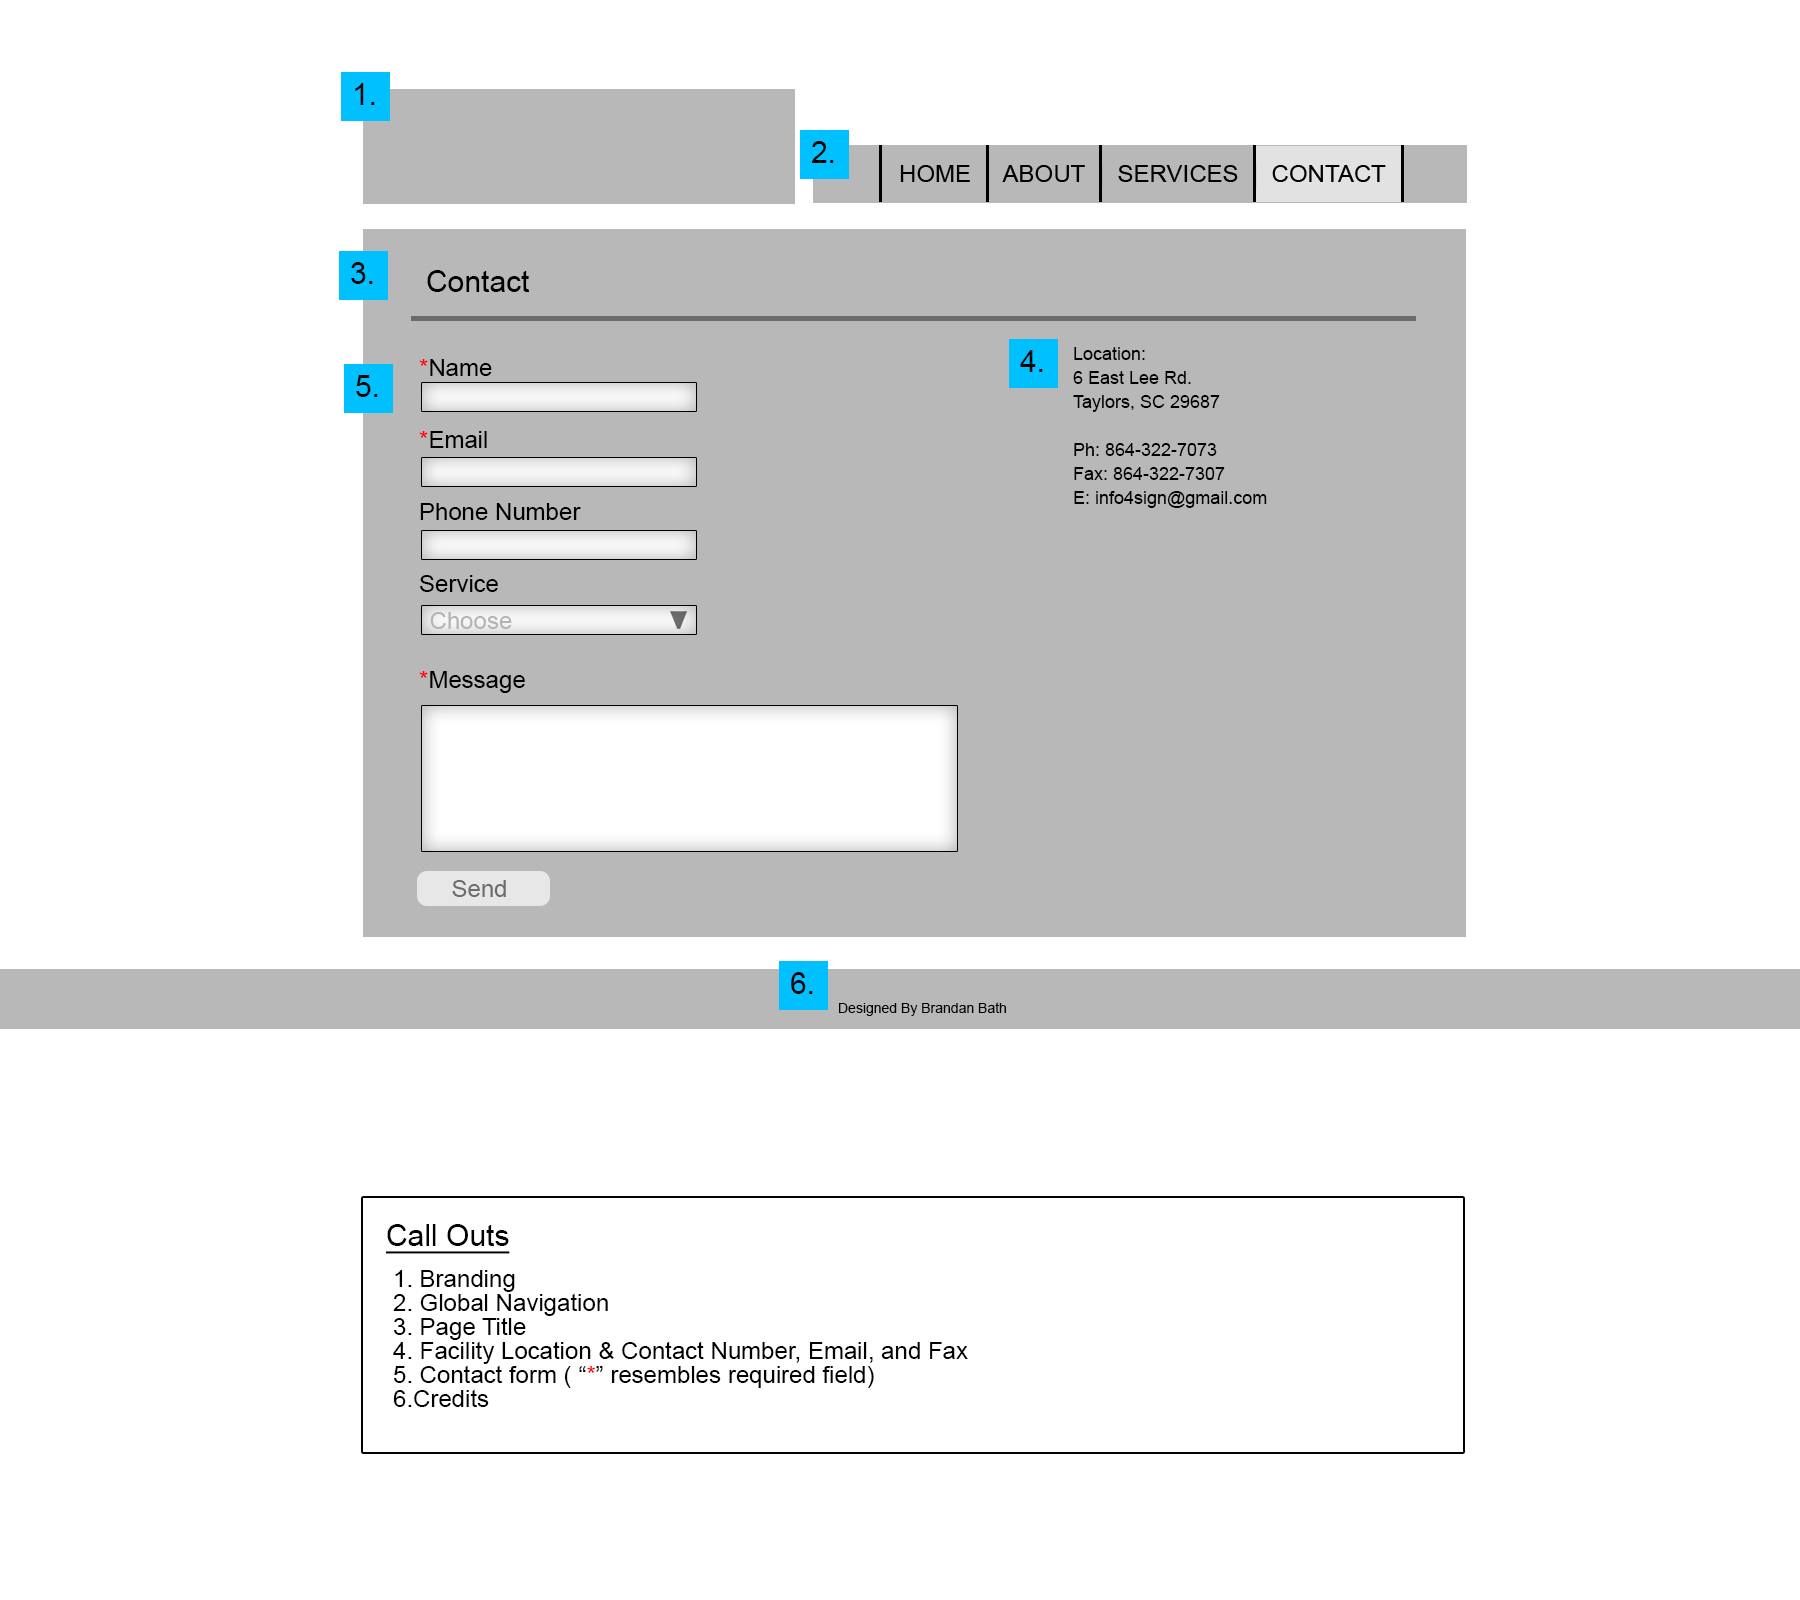 1.
2.
HOME ABOUT SERVICES CONTACT
3.
Contact
4.
Location:
6 East Lee Rd.
Taylors, SC 29687
Ph: 864-322-7073
Fax: 864-322-7307
E: info4sign@gmail.com
5.
*Name
*Email
Phone Number
Service
Choose
*Message
Send
6.
Designed By Brandan Bath
Call Outs
1. Branding
2. Global Navigation
3. Page Title
4. Facility Location & Contact Number, Email, and Fax
5. Contact form ( “*” resembles required field)
6.Credits